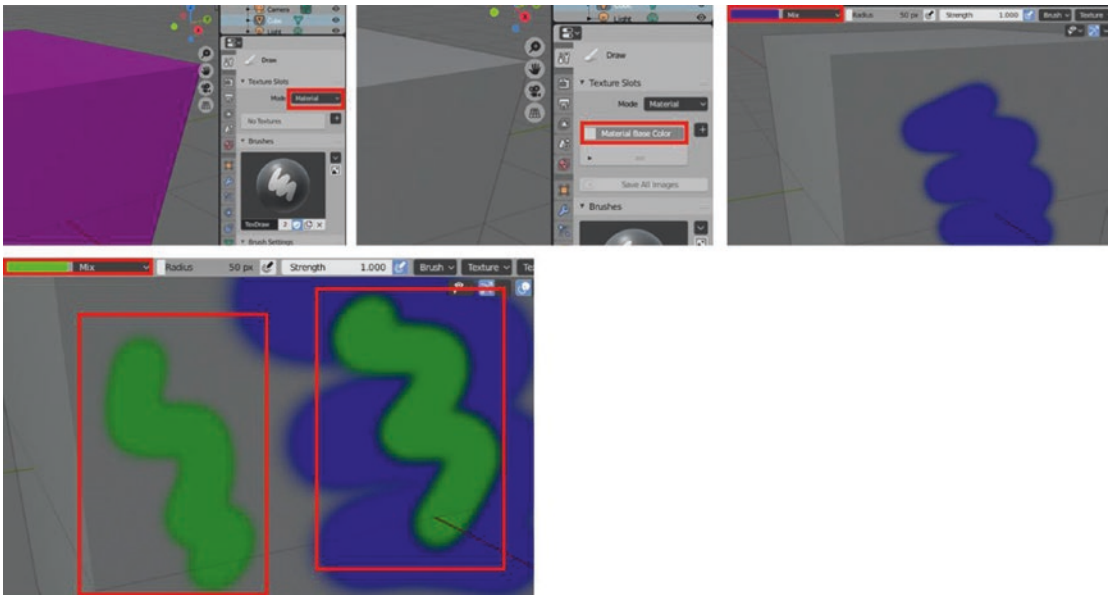 Camera
Cube
Light
Draw
Texture Slots
Mode Material
No Textures
Brushes
TexDraw 2
Brush Settings
Light
Draw
Texture Slots
Mode Material
Material Base Color
Save All Images
Brushes
Mix Radius 50 px Strength 1.000 Brush Texture
Mix Radius 50 px Strength 1.000 Brush Texture Te